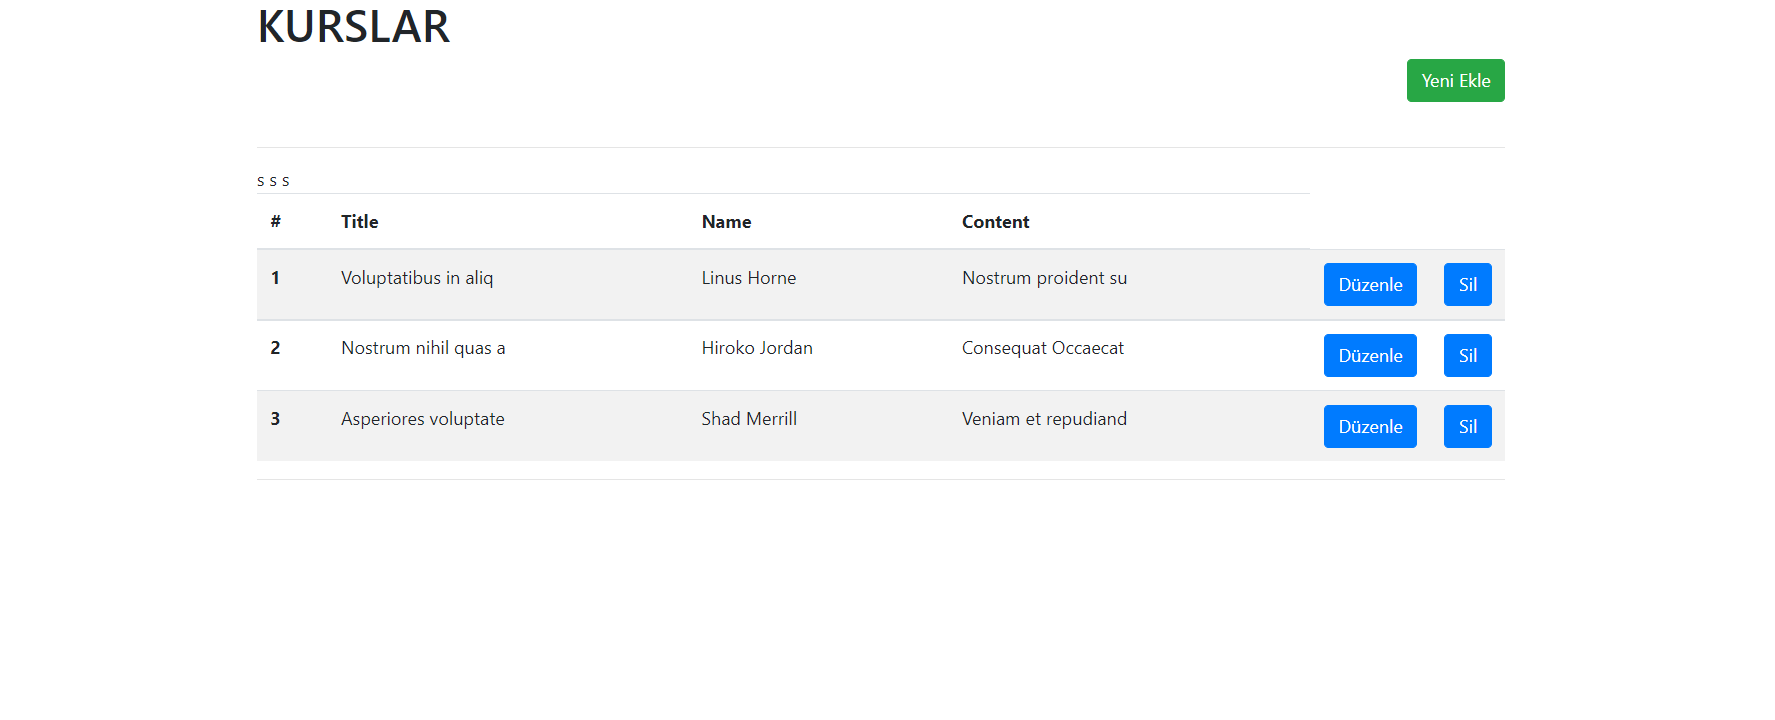 KURSLAR
Yeni Ekle
s s s
# Title Name Content
1 Voluptatibus in aliq Linus Horne Nostrum proident su Düzenle Sil
2 Nostrum nihil quas a Hiroko Jordan Consequat Occaecat Düzenle Sil
3 Asperiores voluptate Shad Merrill Veniam et repudiand Düzenle Sil